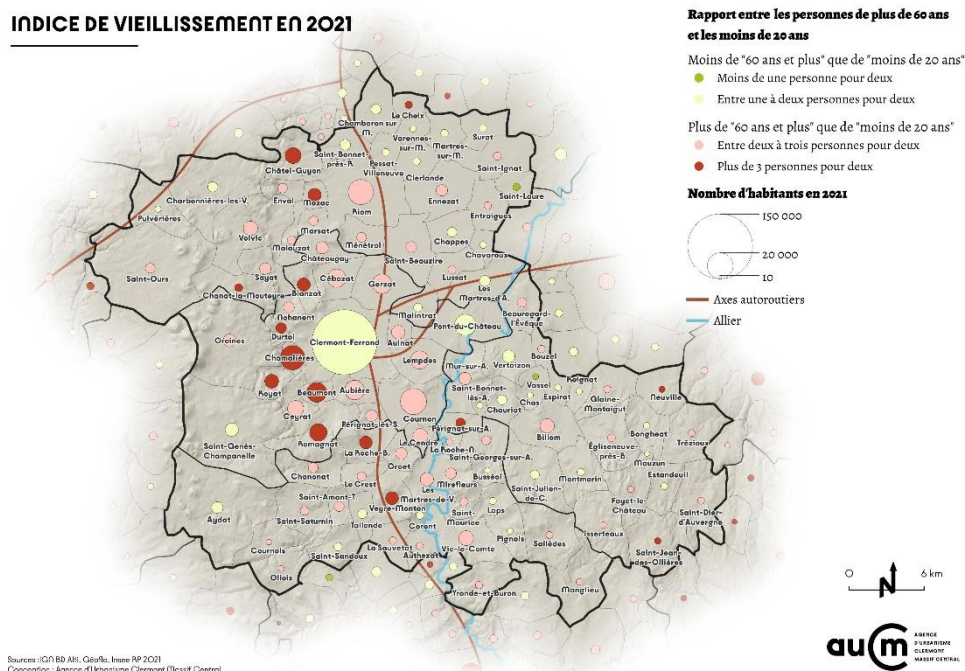 INDICE DE VIEILLISSEMENT EN 2021
Rapport entre les personnes de plus de 60 ans
et les moins de 20 ans
Moins de "60 ans et plus" que de "moins de 20 ans"
Moins de une personne pour deux
Entre une à deux personnes pour deux
Plus de "60 ans et plus" que de "moins de 20 ans"
Entre deux à trois personnes pour deux
Plus de 3 personnes pour deux
Nombre d'habitants en 2021
150 000
20 000
10
Axes autoroutiers
Allier
Le Cheix
Chambaron sur
M.
Varennes-
sur-M.
Surat
Martres-
sur-M.
Saint-Bonnet-
près-R.
Pessat-
Villeneuve
Clerlande
Saint-Ignat
Châtel-Guyon
Charbonnières-les-V.
Enval
Mozac
Riom
Ennezat
Saint-Laure
Entraigues
Pulvérières
Marsat
Volvic
Malauzat
Ménétrol
Chappes
Châteaugay
Saint-Beauzire
Chavaroux
Saint-Ours
Sayat
Cébazat
Gerzat
Lussat
Chanat-la-Mouteyre
Blanzat
Les
Martres-d'A.
Nohanent
Malintrat
Beauregard-
l'Evêque
Durtol
Pont-du-Château
Orcines
Clermont-Ferrand
Aulnat
Chamalières
Lempdes
Mur-sur-A.
Vertaizon
Bouzel
Royat
Beaumont
Aubière
Saint-Bonnet-
lès-A.
Vassel
Reignat
Neuville
Chas
Espirat
Glaine-
Montaigut
Chauriat
Ceyrat
Cournon
Pérignat-lès-S.
Pérignat-sur-A.
Billom
Bongheat
Trézioux
Saint-Genès-
Champanelle
Romagnat
La Roche-B.
Le Cendre
La Roche-N.
Égliseneuve-
près-B.
Orcet
Saint-Georges-sur-A.
Mauzun
Estandeuil
Chanonat
Le Crest
Mirefleurs
Busséol
Saint-Julien-
de-C.
Montmorin
Saint-Amant-T.
Les
Martres-de-V.
Fayet-le-
Château
Aydat
Veyre-Monton
Saint-
Maurice
Laps
Saint-Dier-
d'Auvergne
Saint-Saturnin
Tallende
Corent
Isserteaux
Pignols
Sallèdes
Cournols
Saint-Sandoux
La Sauvetat
Authezat
Vic-le-Comte
Saint-Jean-
des-Ollières
Olloix
Yronde-et-Buron
Manglieu
O
6 km
N
auCm
AGENCE
D'URBANISME
CLERMONT
MASSIF CENTRAL
Sources : IGN BD Alti, Géofla, Insee RP 2021
Conception : Agence d'Urbanisme Clermont Massif Central